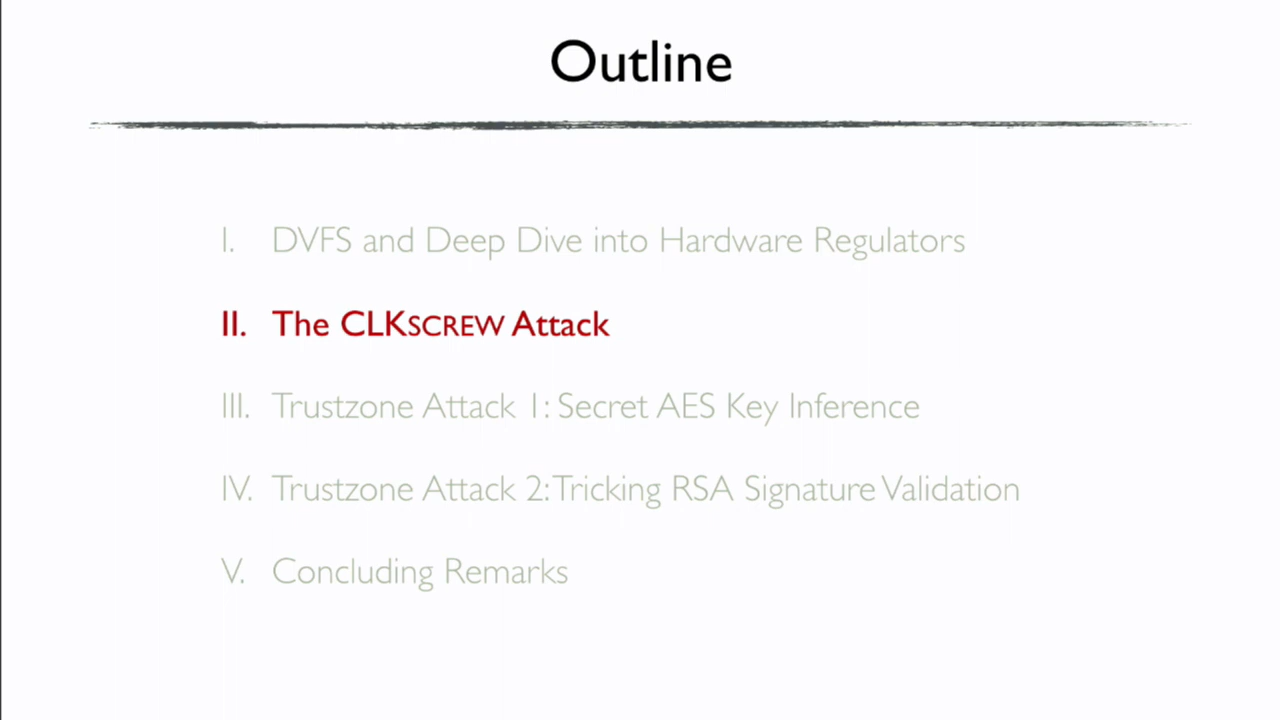 Outline
I. DVFS and Deep Dive into Hardware Regulators
II. The CLKSCREW Attack
III. Trustzone Attack 1: Secret AES Key Inference
IV. Trustzone Attack 2: Tricking RSA Signature Validation
V. Concluding Remarks